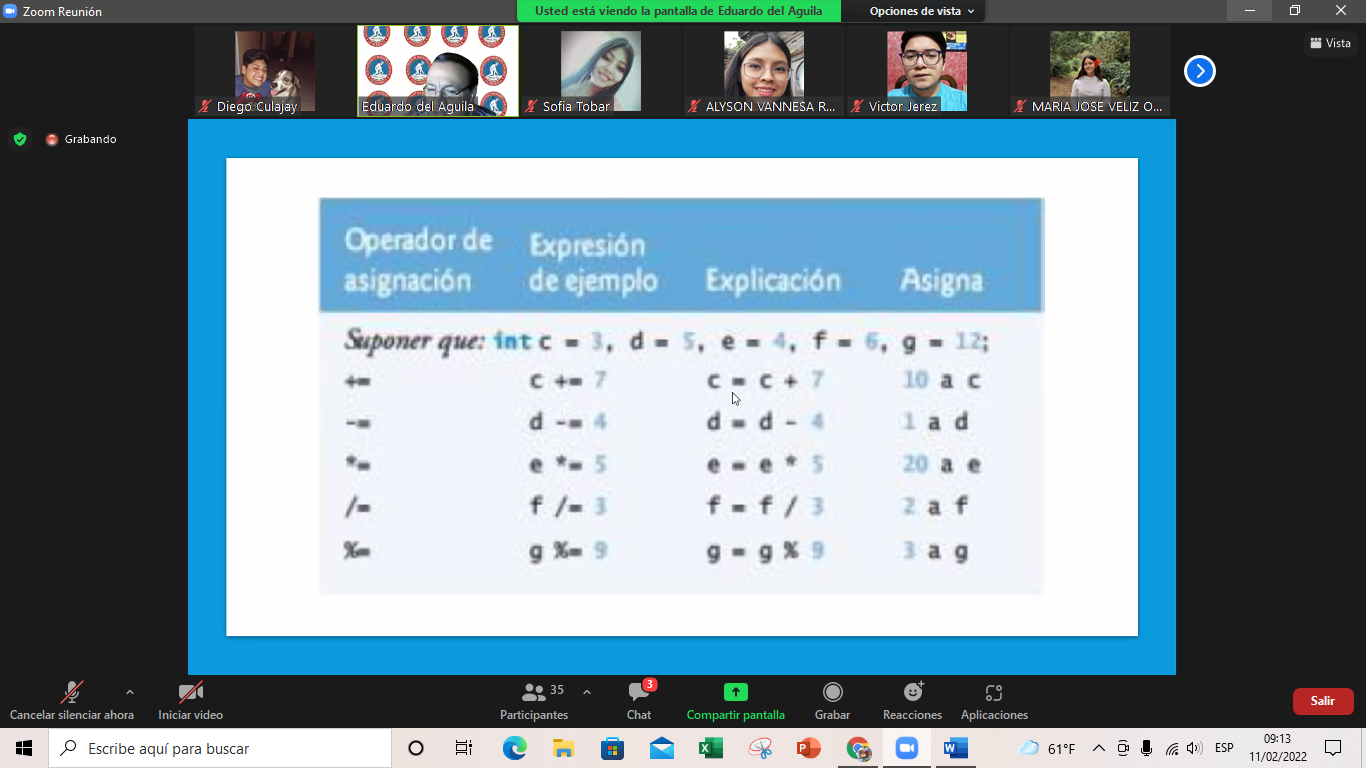 Zoom Reunión
Usted está viendo la pantalla de Eduardo del Aguila
Opciones de vista
Vista
Diego Culajay
Eduardo del Aguila
Sofia Tobar
ALYSON VANNESA R...
Victor Jerez
MARIA JOSE VELIZ O...
Grabando
Operador de asignación Expresión de ejemplo Explicación Asigna
Suponer que: int c = 3, d = 5, e = 4, f = 6, g = 12;
+= c += 7 c = c + 7 10 a c
-= d -= 4 d = d - 4 1 a d
*= e *= 5 e = e * 5 20 a e
/= f /= 3 f = f / 3 2 a f
%= g %= 9 g = g % 9 3 a g
35
3
Cancelar silenciar ahora
Iniciar video
Participantes
Chat
Compartir pantalla
Grabar
Reacciones
Aplicaciones
Salir
Escribe aquí para buscar
61°F
ESP
09:13
11/02/2022